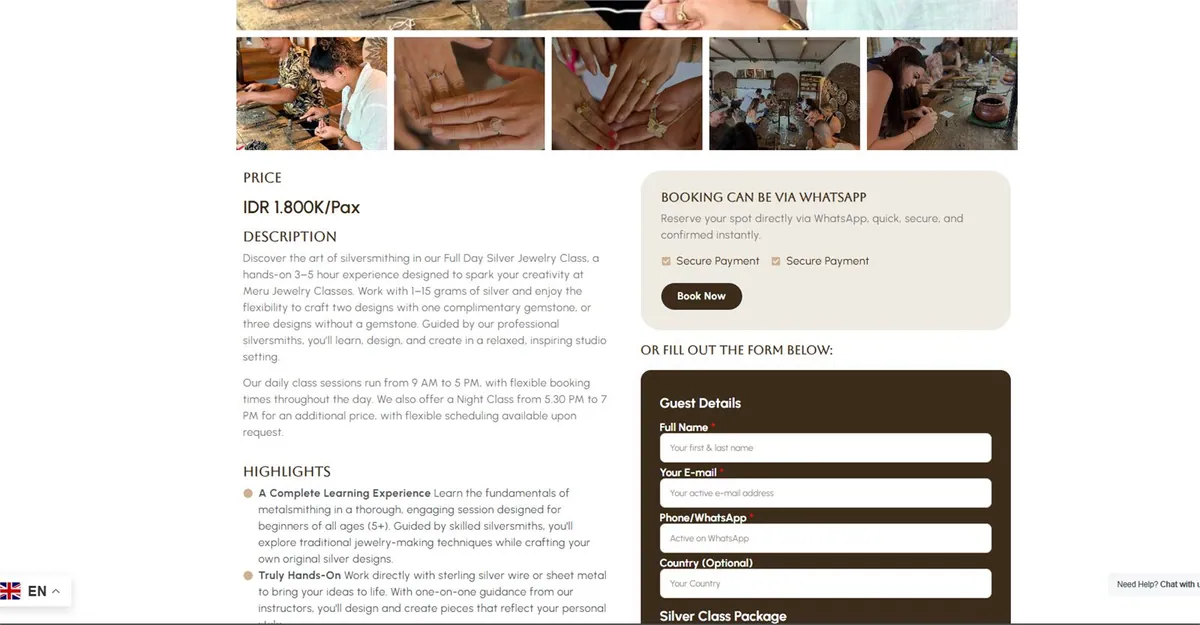 PRICE
IDR 1.800K/Pax
DESCRIPTION
Discover the art of silversmithing in our Full Day Silver Jewelry Class, a
hands-on 3–5 hour experience designed to spark your creativity at
Meru Jewelry Classes. Work with 1–15 grams of silver and enjoy the
flexibility to craft two designs with one complimentary gemstone, or
three designs without a gemstone. Guided by our professional
silversmiths, you'll learn, design, and create in a relaxed, inspiring studio
setting.
Our daily class sessions run from 9 AM to 5 PM, with flexible booking
times throughout the day. We also offer a Night Class from 5.30 PM to 7
PM for an additional price, with flexible scheduling available upon
request.
HIGHLIGHTS
A Complete Learning Experience Learn the fundamentals of
metalsmithing in a thorough, engaging session designed for
beginners of all ages (5+). Guided by skilled silversmiths, you'll
explore traditional jewelry-making techniques while crafting your
own original silver designs.
Truly Hands-On Work directly with sterling silver wire or sheet metal
to bring your ideas to life. With one-on-one guidance from our
instructors, you'll design and create pieces that reflect your personal
BOOKING CAN BE VIA WHATSAPP
Reserve your spot directly via WhatsApp, quick, secure, and
confirmed instantly.
Secure Payment Secure Payment
Book Now
OR FILL OUT THE FORM BELOW:
Guest Details
Full Name *
Your first & last name
Your E-mail *
Your active e-mail address
Phone/WhatsApp *
Active on WhatsApp
Country (Optional)
Your Country
Silver Class Package
EN
Need Help? Chat with